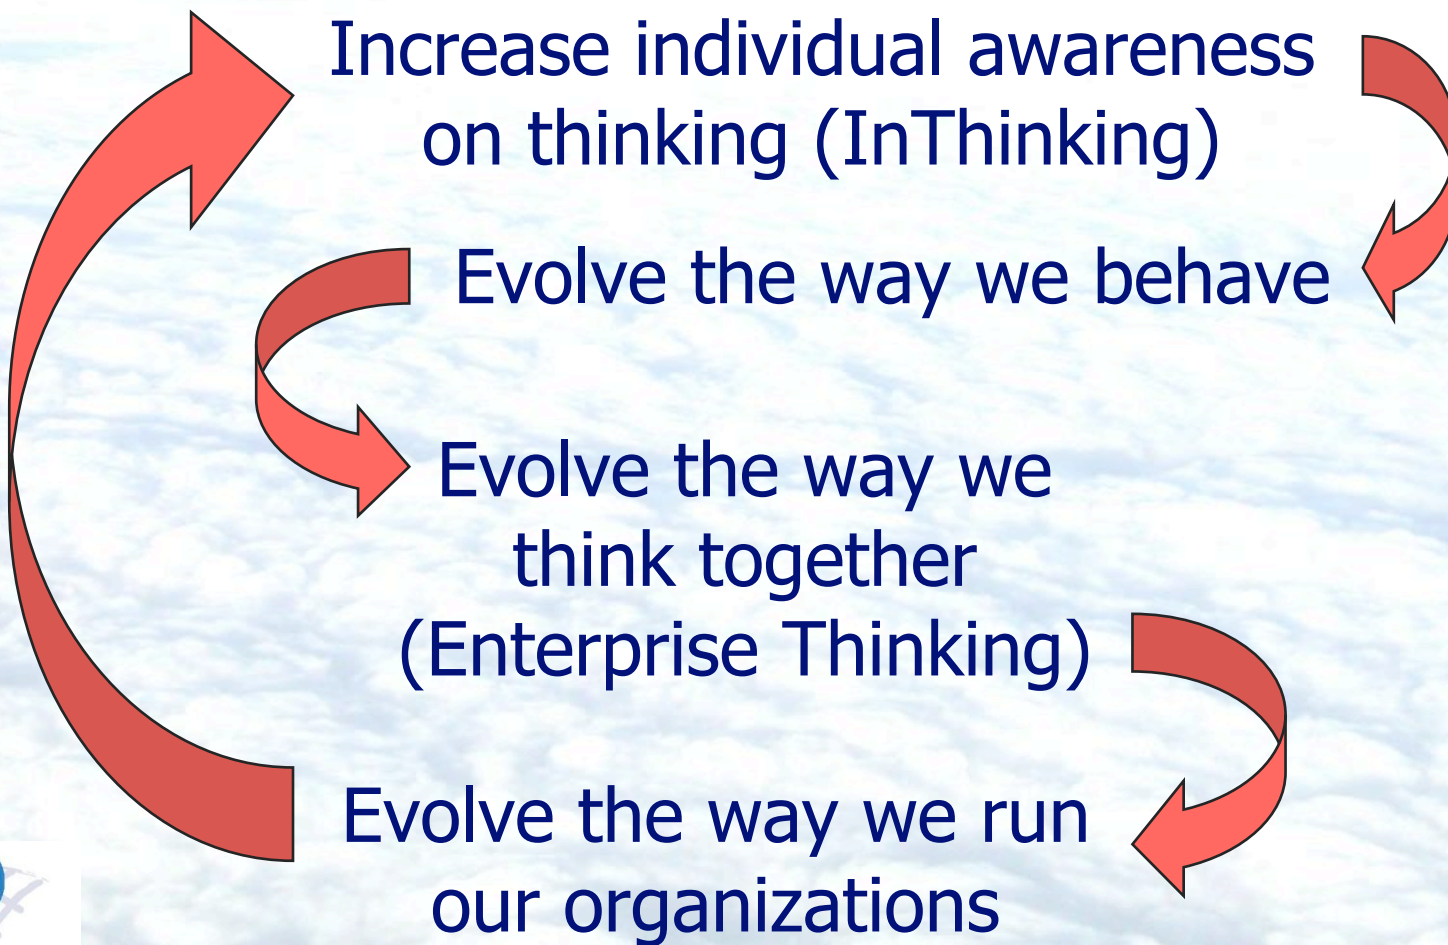 Increase individual awareness
on thinking (InThinking)
Evolve the way we behave
Evolve the way we
think together
(Enterprise Thinking)
Evolve the way we run
our organizations